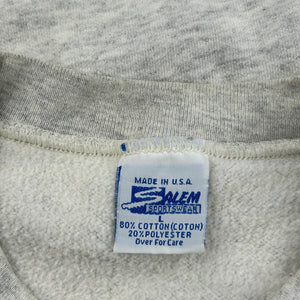 MADE IN U.S.A.
SALEM
SPORTSWEAR
L
80% COTTON (COTON)
20% POLYESTER
Over For Care